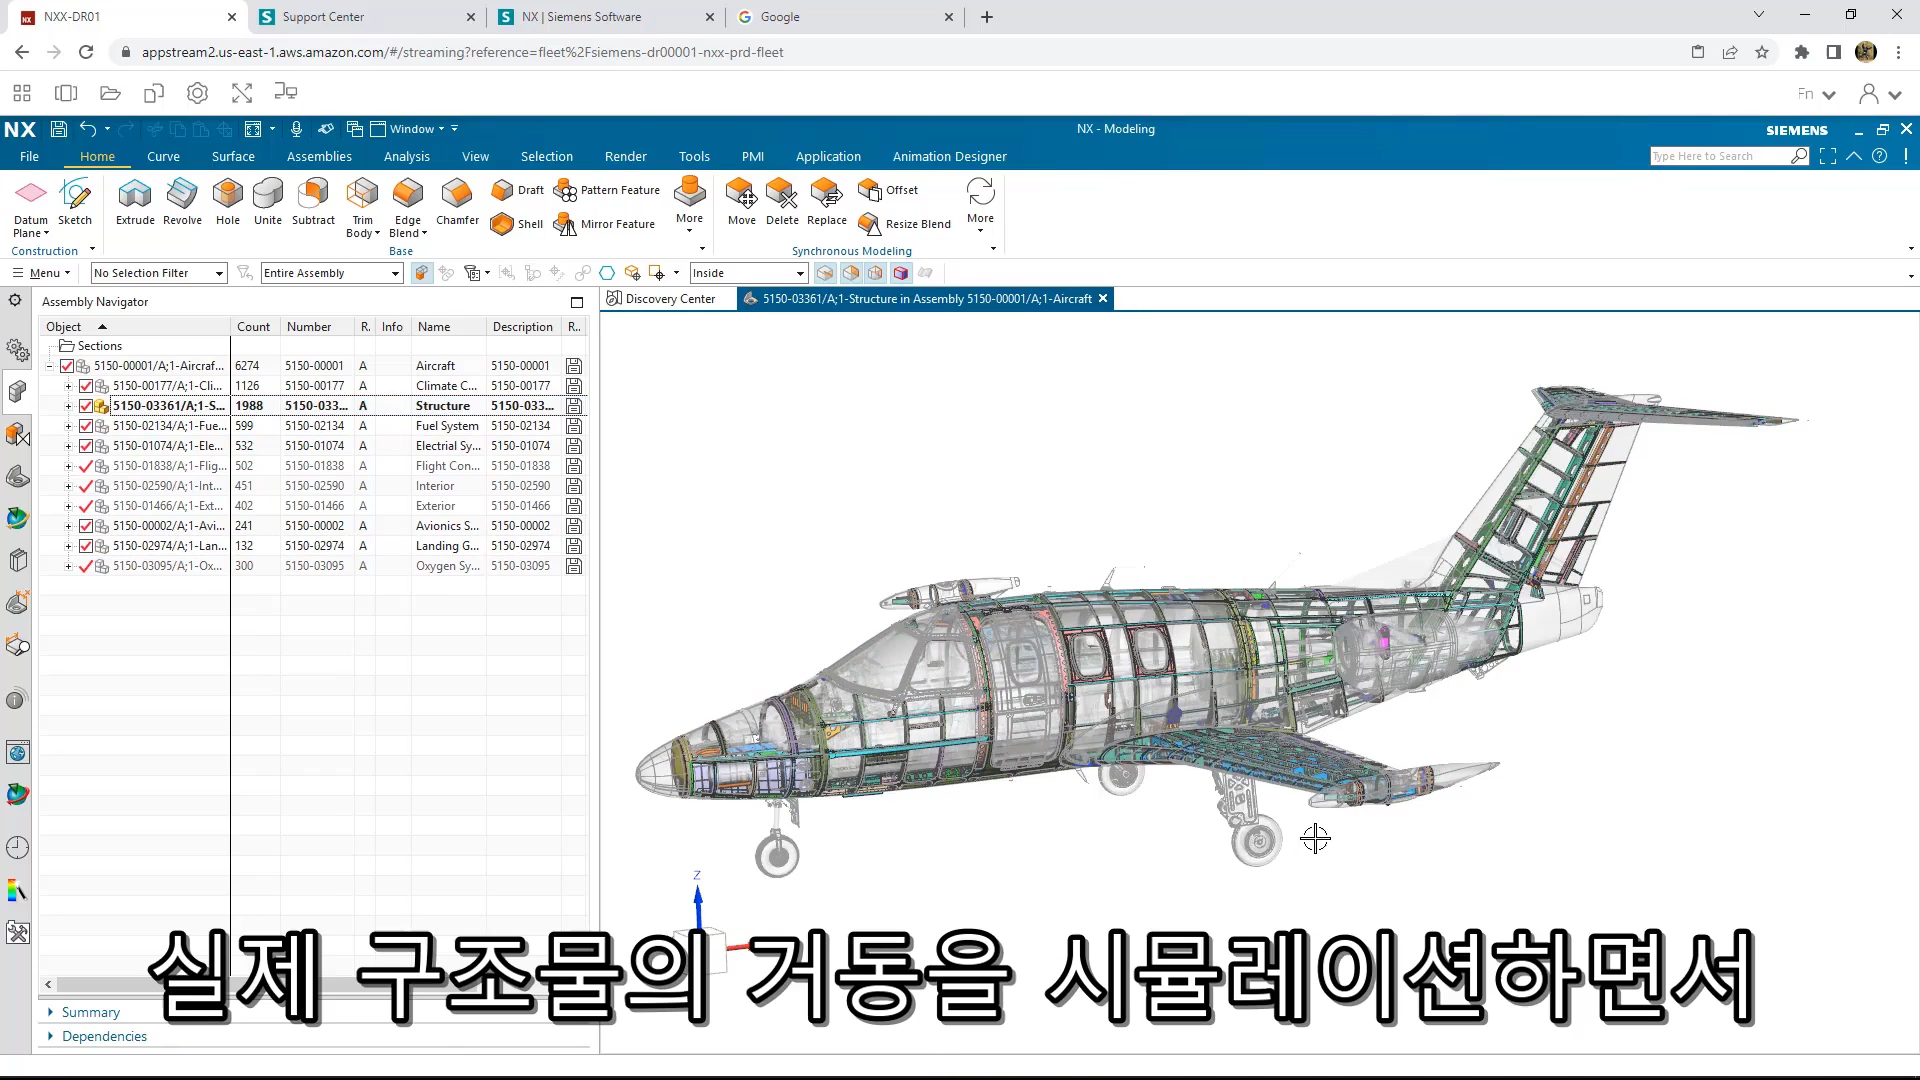 NXX-DR01
Support Center
NX | Siemens Software
Google
appstream2.us-east-1.aws.amazon.com/#/streaming?reference=fleet%2Fsiemens-dr00001-nxx-prd-fleet
Fn
NX
Window
NX - Modeling
SIEMENS
File Home Curve Surface Assemblies Analysis View Selection Render Tools PMI Application Animation Designer
Type Here to Search
Datum Plane
Sketch
Extrude
Revolve
Hole
Unite
Subtract
Trim Body
Edge Blend
Chamfer
Draft
Shell
Pattern Feature
Mirror Feature
More
Move
Delete
Replace
Offset
Resize Blend
More
Construction
Base
Synchronous Modeling
Menu
No Selection Filter
Entire Assembly
Inside
Assembly Navigator
Discovery Center
5150-03361/A;1-Structure in Assembly 5150-00001/A;1-Aircraft
Object Count Number R. Info Name Description R..
Sections
5150-00001/A;1-Aircraf... 6274 5150-00001 A Aircraft 5150-00001
5150-00177/A;1-Cli... 1126 5150-00177 A Climate C... 5150-00177
5150-03361/A;1-S... 1988 5150-033... A Structure 5150-033...
5150-02134/A;1-Fue... 599 5150-02134 A Fuel System 5150-02134
5150-01074/A;1-Ele... 532 5150-01074 A Electrial Sy... 5150-01074
5150-01838/A;1-Flig... 502 5150-01838 A Flight Con... 5150-01838
5150-02590/A;1-Int... 451 5150-02590 A Interior 5150-02590
5150-01466/A;1-Ext... 402 5150-01466 A Exterior 5150-01466
5150-00002/A;1-Avi... 241 5150-00002 A Avionics S... 5150-00002
5150-02974/A;1-Lan... 132 5150-02974 A Landing G... 5150-02974
5150-03095/A;1-Ox... 300 5150-03095 A Oxygen Sy... 5150-03095
Z
실제 구조물의 거동을 시뮬레이션하면서
Summary
Dependencies